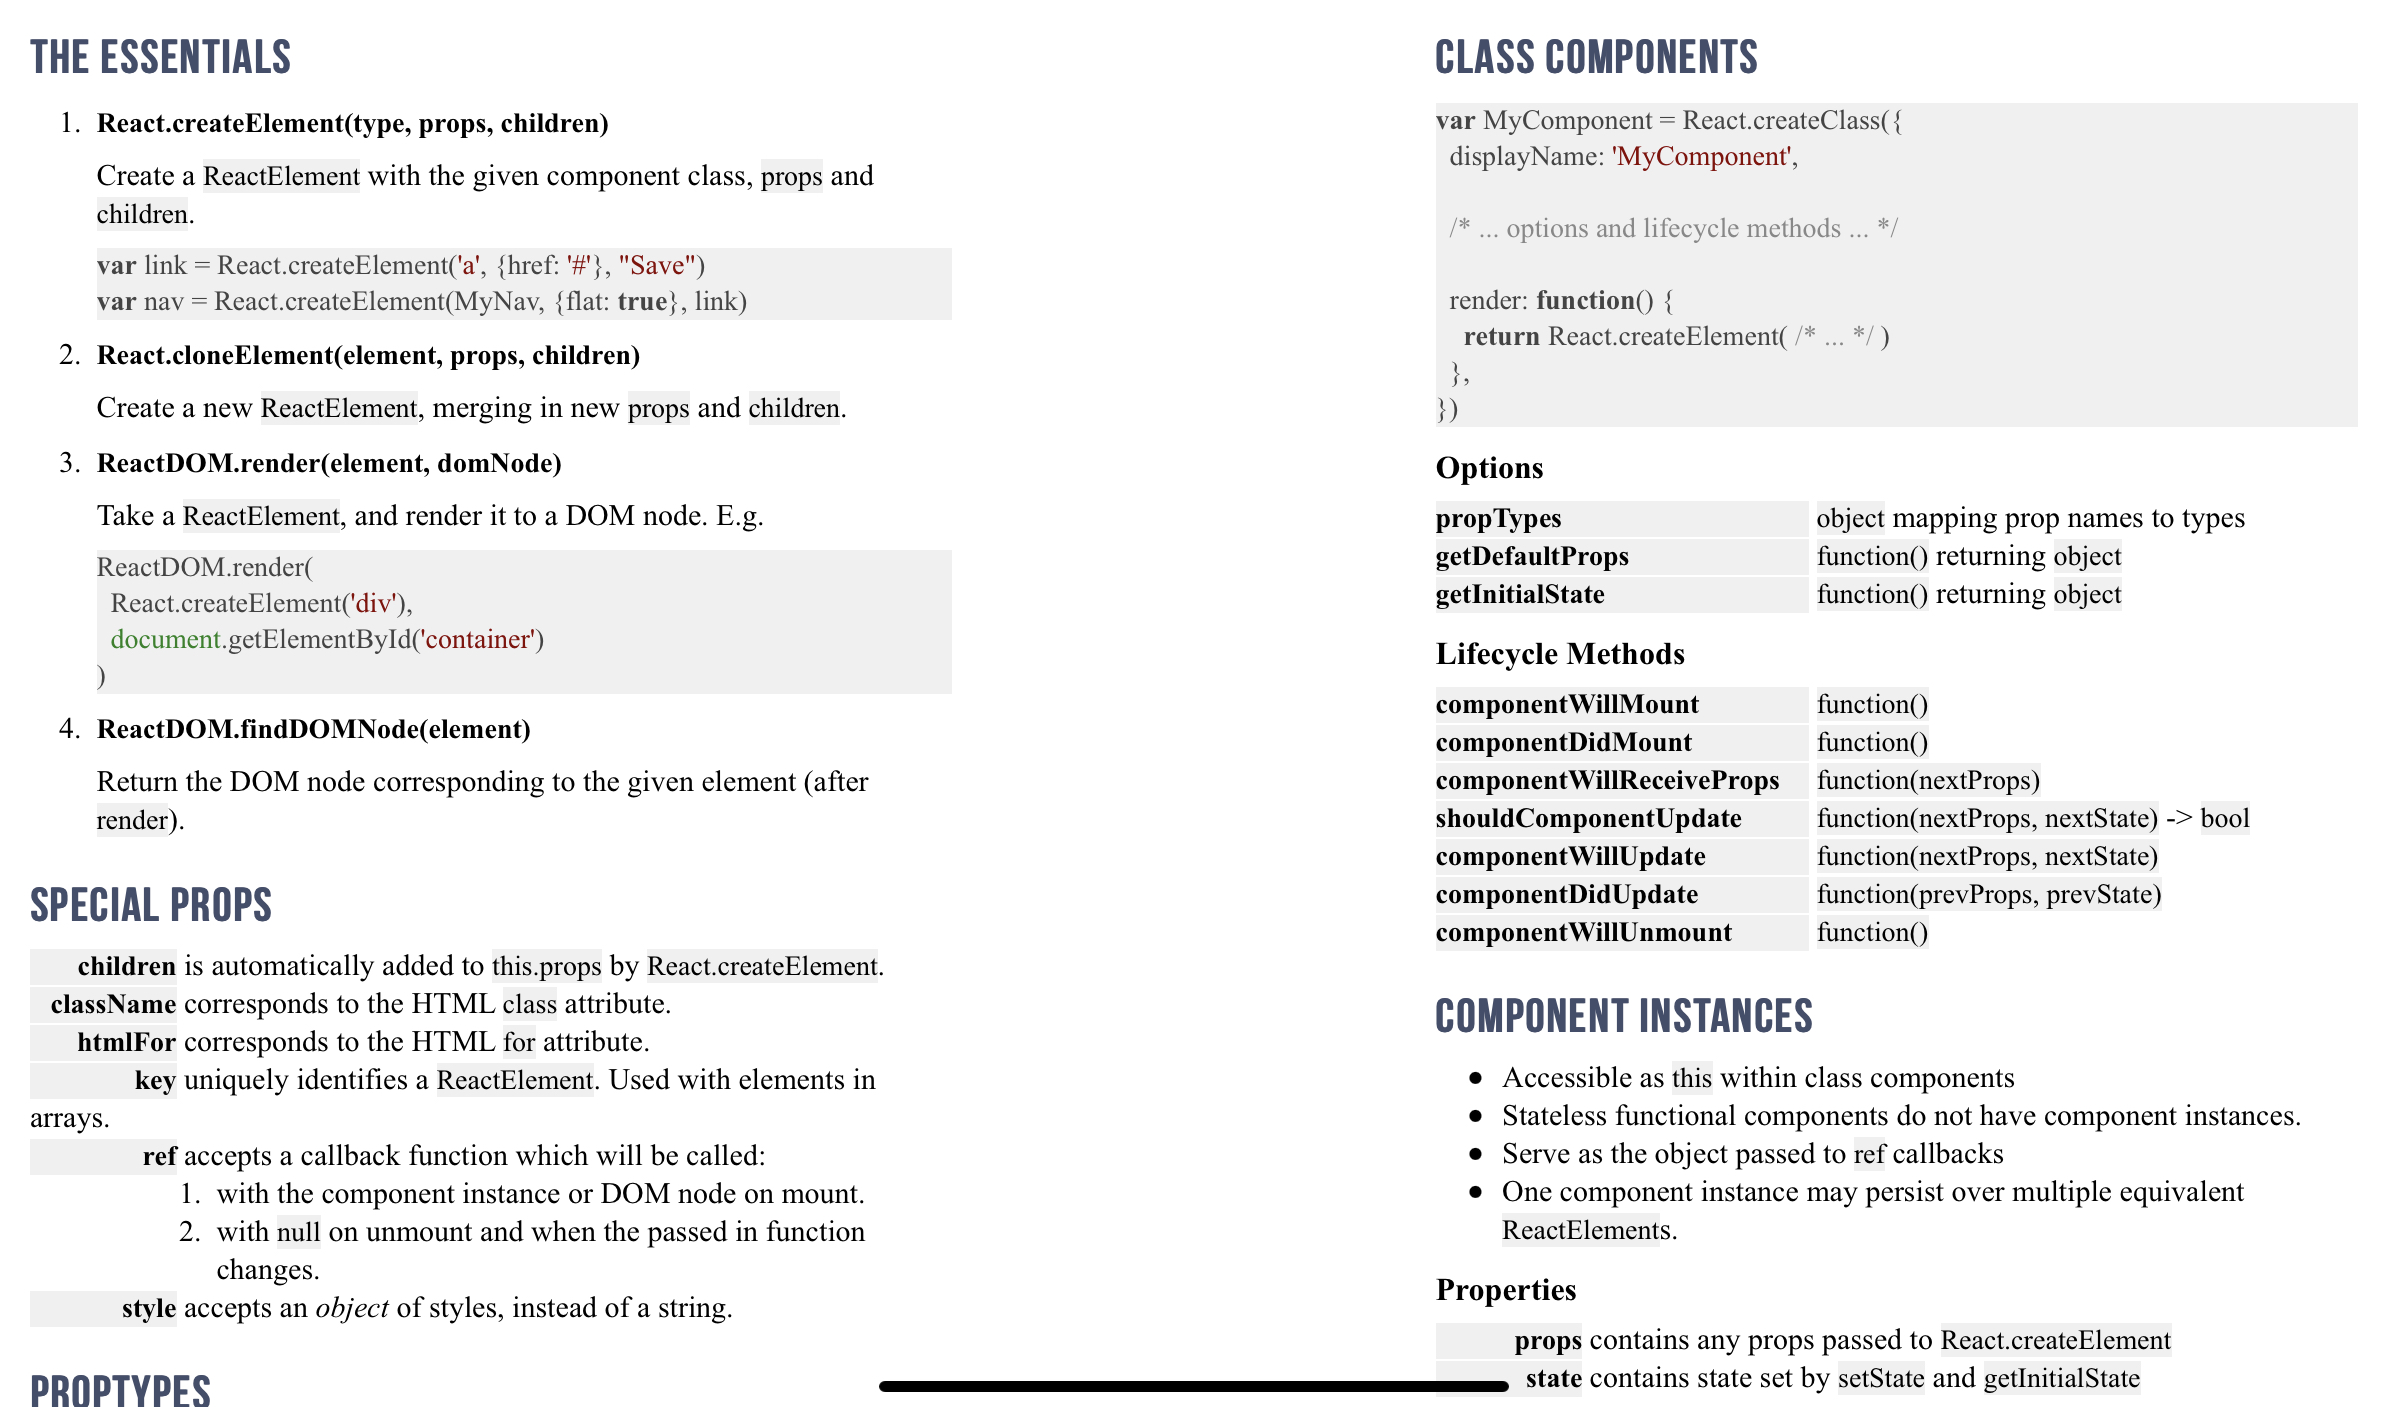 THE ESSENTIALS
1. React.createElement(type, props, children)
Create a ReactElement with the given component class, props and
children.
var link = React.createElement('a', {href: '#'}, "Save")
var nav = React.createElement(MyNav, {flat: true}, link)
2. React.cloneElement(element, props, children)
Create a new ReactElement, merging in new props and children.
3. ReactDOM.render(element, domNode)
Take a ReactElement, and render it to a DOM node. E.g.
ReactDOM.render(
React.createElement('div'),
document.getElementById('container')
)
4. ReactDOM.findDOMNode(element)
Return the DOM node corresponding to the given element (after
render).
SPECIAL PROPS
children is automatically added to this.props by React.createElement.
className corresponds to the HTML class attribute.
htmlFor corresponds to the HTML for attribute.
key uniquely identifies a ReactElement. Used with elements in
arrays.
ref accepts a callback function which will be called:
1. with the component instance or DOM node on mount.
2. with null on unmount and when the passed in function
changes.
style accepts an object of styles, instead of a string.
PROPTYPES
CLASS COMPONENTS
var MyComponent = React.createClass({
displayName: 'MyComponent',
/* ... options and lifecycle methods ... */
render: function() {
return React.createElement( /* ... */ )
},
})
Options
propTypes object mapping prop names to types
getDefaultProps function() returning object
getInitialState function() returning object
Lifecycle Methods
componentWillMount function()
componentDidMount function()
componentWillReceiveProps function(nextProps)
shouldComponentUpdate function(nextProps, nextState) -> bool
componentWillUpdate function(nextProps, nextState)
componentDidUpdate function(prevProps, prevState)
componentWillUnmount function()
COMPONENT INSTANCES
● Accessible as this within class components
● Stateless functional components do not have component instances.
● Serve as the object passed to ref callbacks
● One component instance may persist over multiple equivalent
ReactElements.
Properties
props contains any props passed to React.createElement
state contains state set by setState and getInitialState